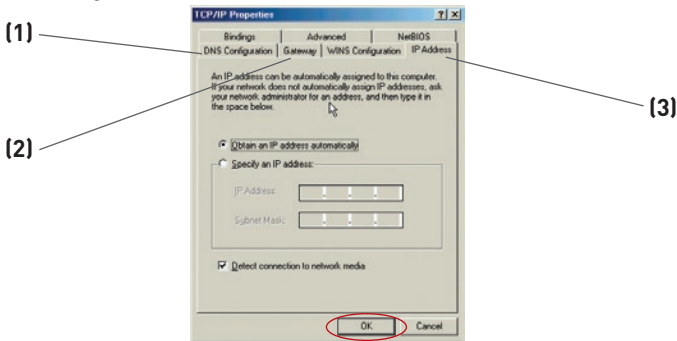 TCP/IP Properties
(1)
Bindings Advanced NetBIOS
DNS Configuration Gateway WINS Configuration IP Address
An IP address can be automatically assigned to this computer.
If your network does not automatically assign IP addresses, ask
your network administrator for an address, and then type it in
the space below.
(3)
(2)
Obtain an IP address automatically
Specify an IP address:
IP Address:
Subnet Mask:
Detect connection to network media
OK Cancel